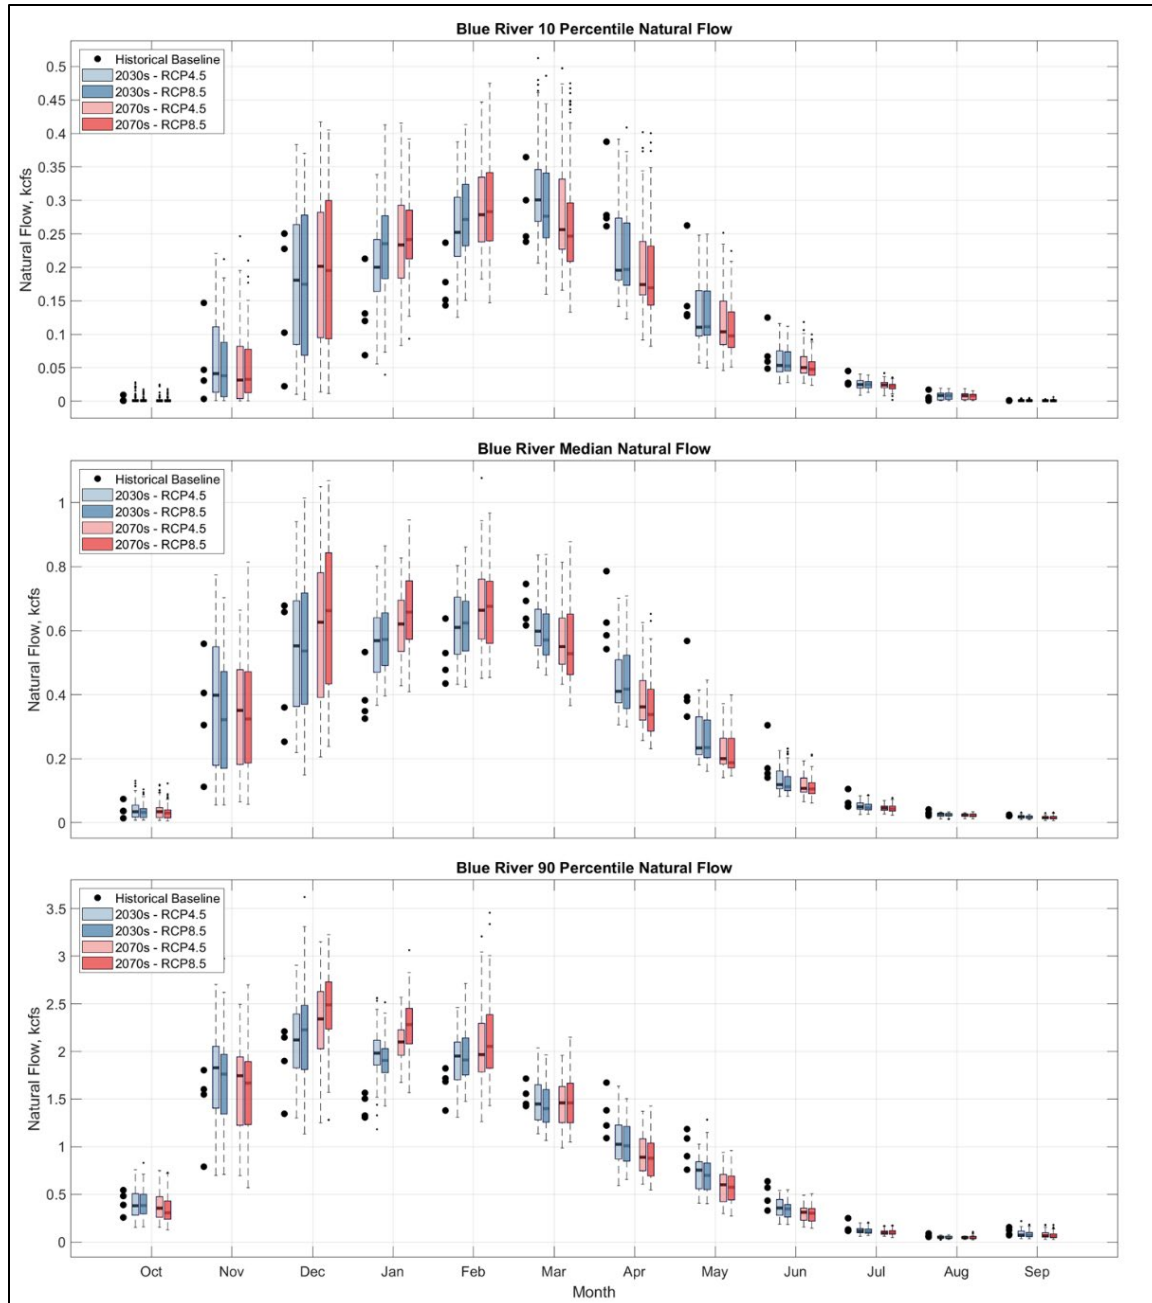 Blue River 10 Percentile Natural Flow
Historical Baseline
2030s - RCP4.5
2030s - RCP8.5
2070s - RCP4.5
2070s - RCP8.5
Natural Flow, kcfs
0.5
0.45
0.4
0.35
0.3
0.25
0.2
0.15
0.1
0.05
0
Blue River Median Natural Flow
Historical Baseline
2030s - RCP4.5
2030s - RCP8.5
2070s - RCP4.5
2070s - RCP8.5
Natural Flow, kcfs
1
0.8
0.6
0.4
0.2
0
Blue River 90 Percentile Natural Flow
Historical Baseline
2030s - RCP4.5
2030s - RCP8.5
2070s - RCP4.5
2070s - RCP8.5
Natural Flow, kcfs
3.5
3
2.5
2
1.5
1
0.5
0
Oct Nov Dec Jan Feb Mar Apr May Jun Jul Aug Sep
Month